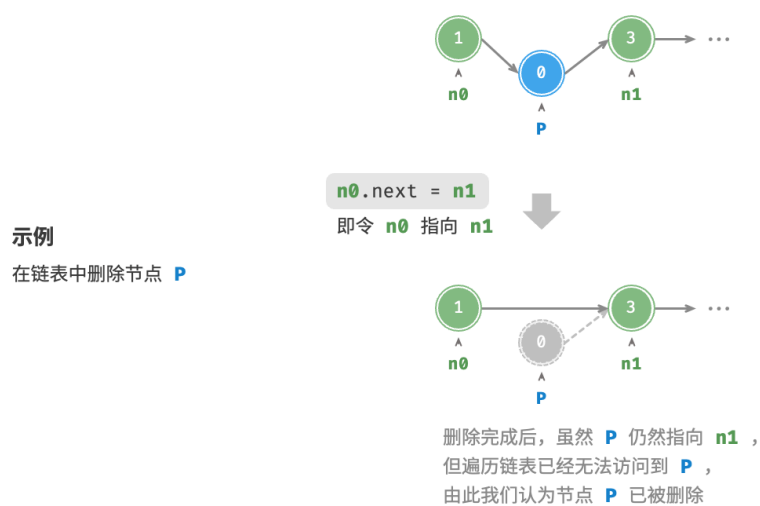 1
3
...
0
n0
n1
P
n0.next = n1
即令 n0 指向 n1
示例
在链表中删除节点 P
1
3
...
0
n0
n1
P
删除完成后，虽然 P 仍然指向 n1 ，
但遍历链表已经无法访问到 P ，
由此我们认为节点 P 已被删除